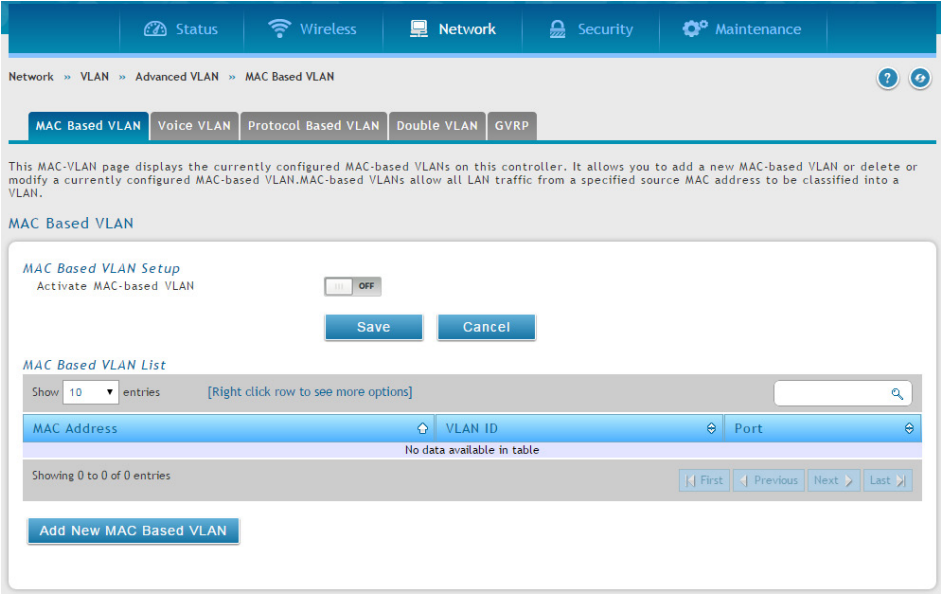 Status Wireless Network Security Maintenance
Network » VLAN » Advanced VLAN » MAC Based VLAN
?
MAC Based VLAN Voice VLAN Protocol Based VLAN Double VLAN GVRP
This MAC-VLAN page displays the currently configured MAC-based VLANs on this controller. It allows you to add a new MAC-based VLAN or delete or
modify a currently configured MAC-based VLAN.MAC-based VLANs allow all LAN traffic from a specified source MAC address to be classified into a
VLAN.
MAC Based VLAN
MAC Based VLAN Setup
Activate MAC-based VLAN OFF
Save Cancel
MAC Based VLAN List
Show 10 entries [Right click row to see more options]
MAC Address VLAN ID Port
No data available in table
Showing 0 to 0 of 0 entries First Previous Next Last
Add New MAC Based VLAN